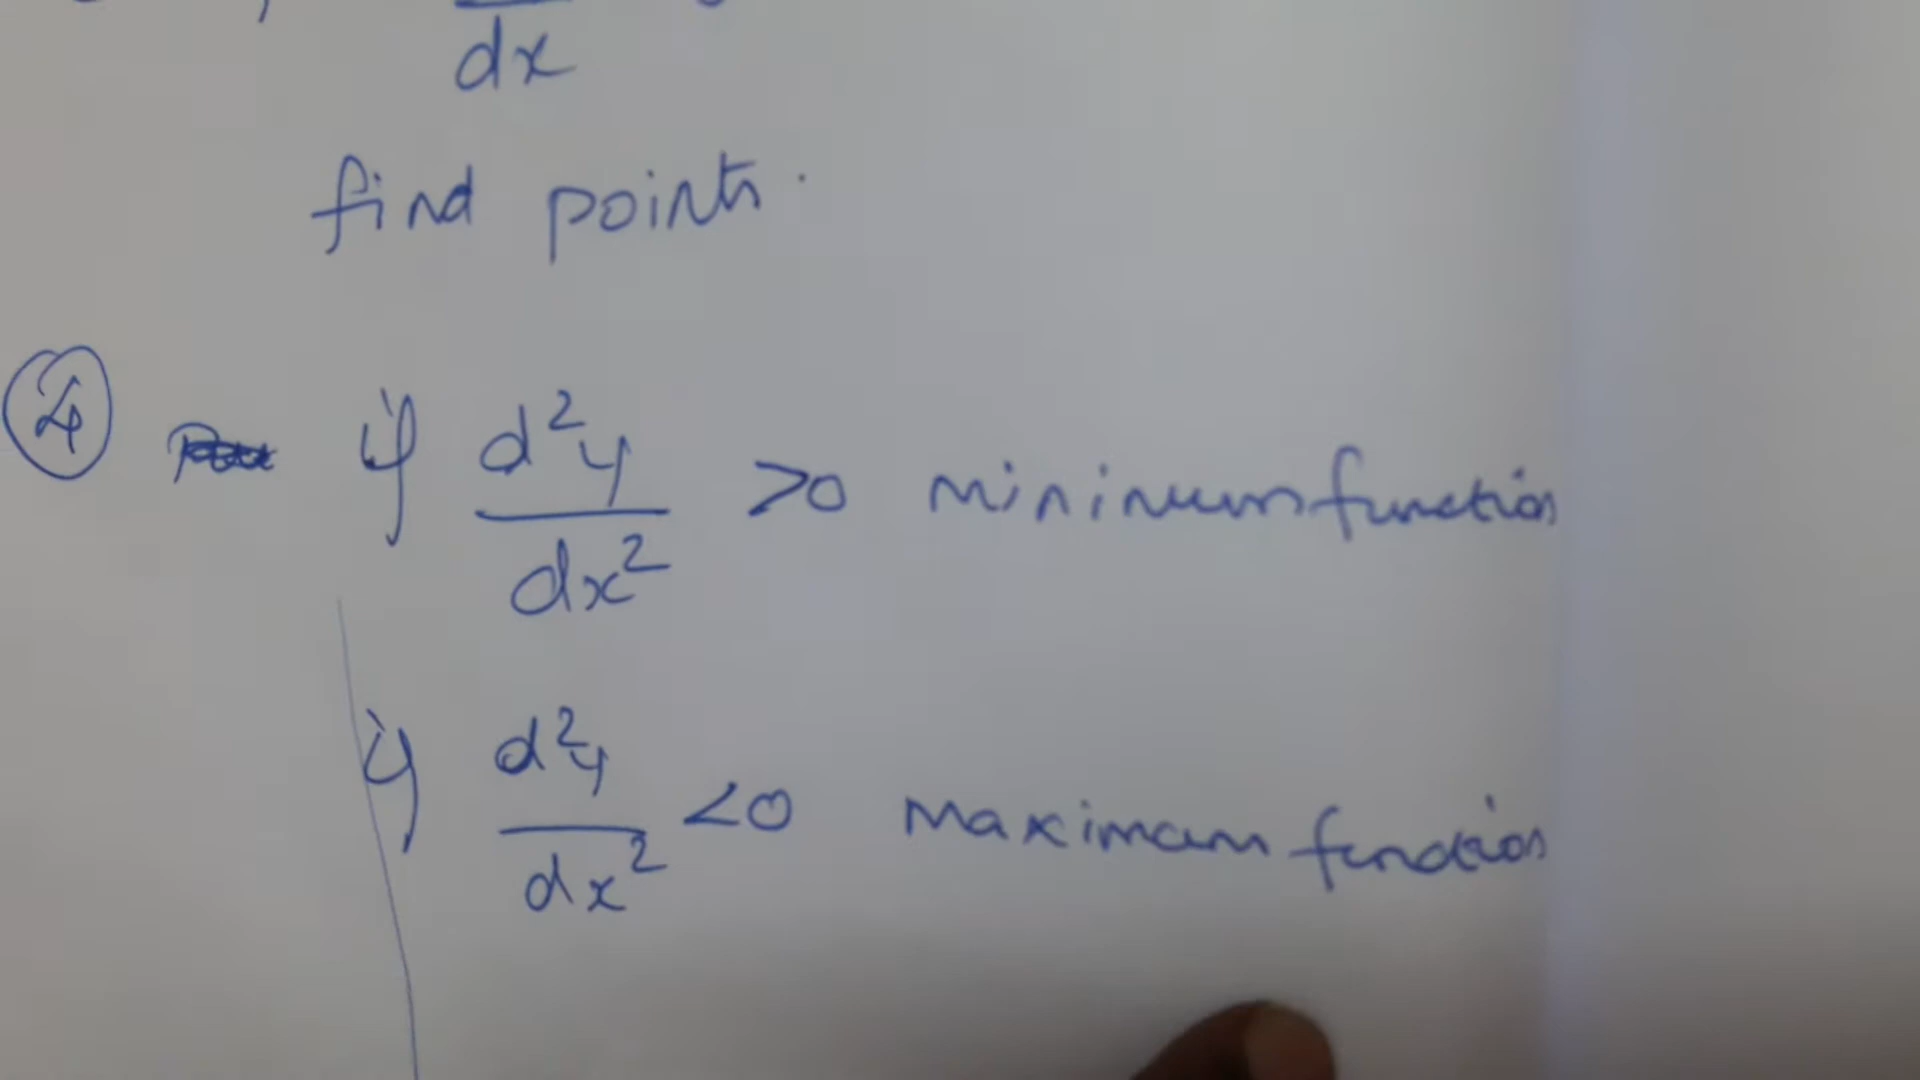 dx
find points.
4 if d²y/dx² >0 minimum function
if d²y/dx² <0 maximum function